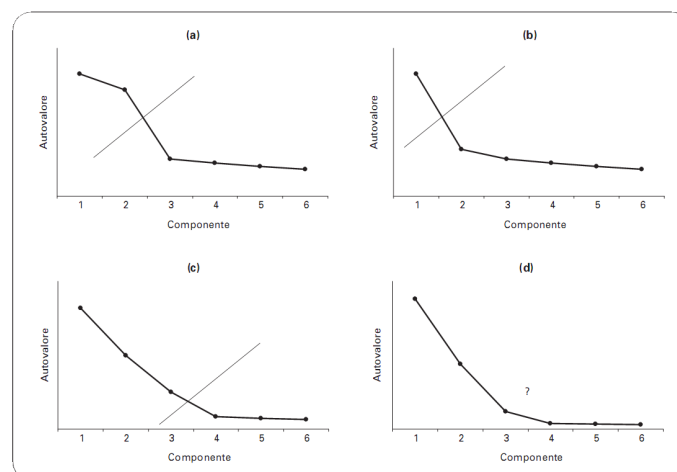 (a)
Autovalore
1 2 3 4 5 6
Componente
(b)
Autovalore
1 2 3 4 5 6
Componente
(c)
Autovalore
1 2 3 4 5 6
Componente
(d)
Autovalore
?
1 2 3 4 5 6
Componente